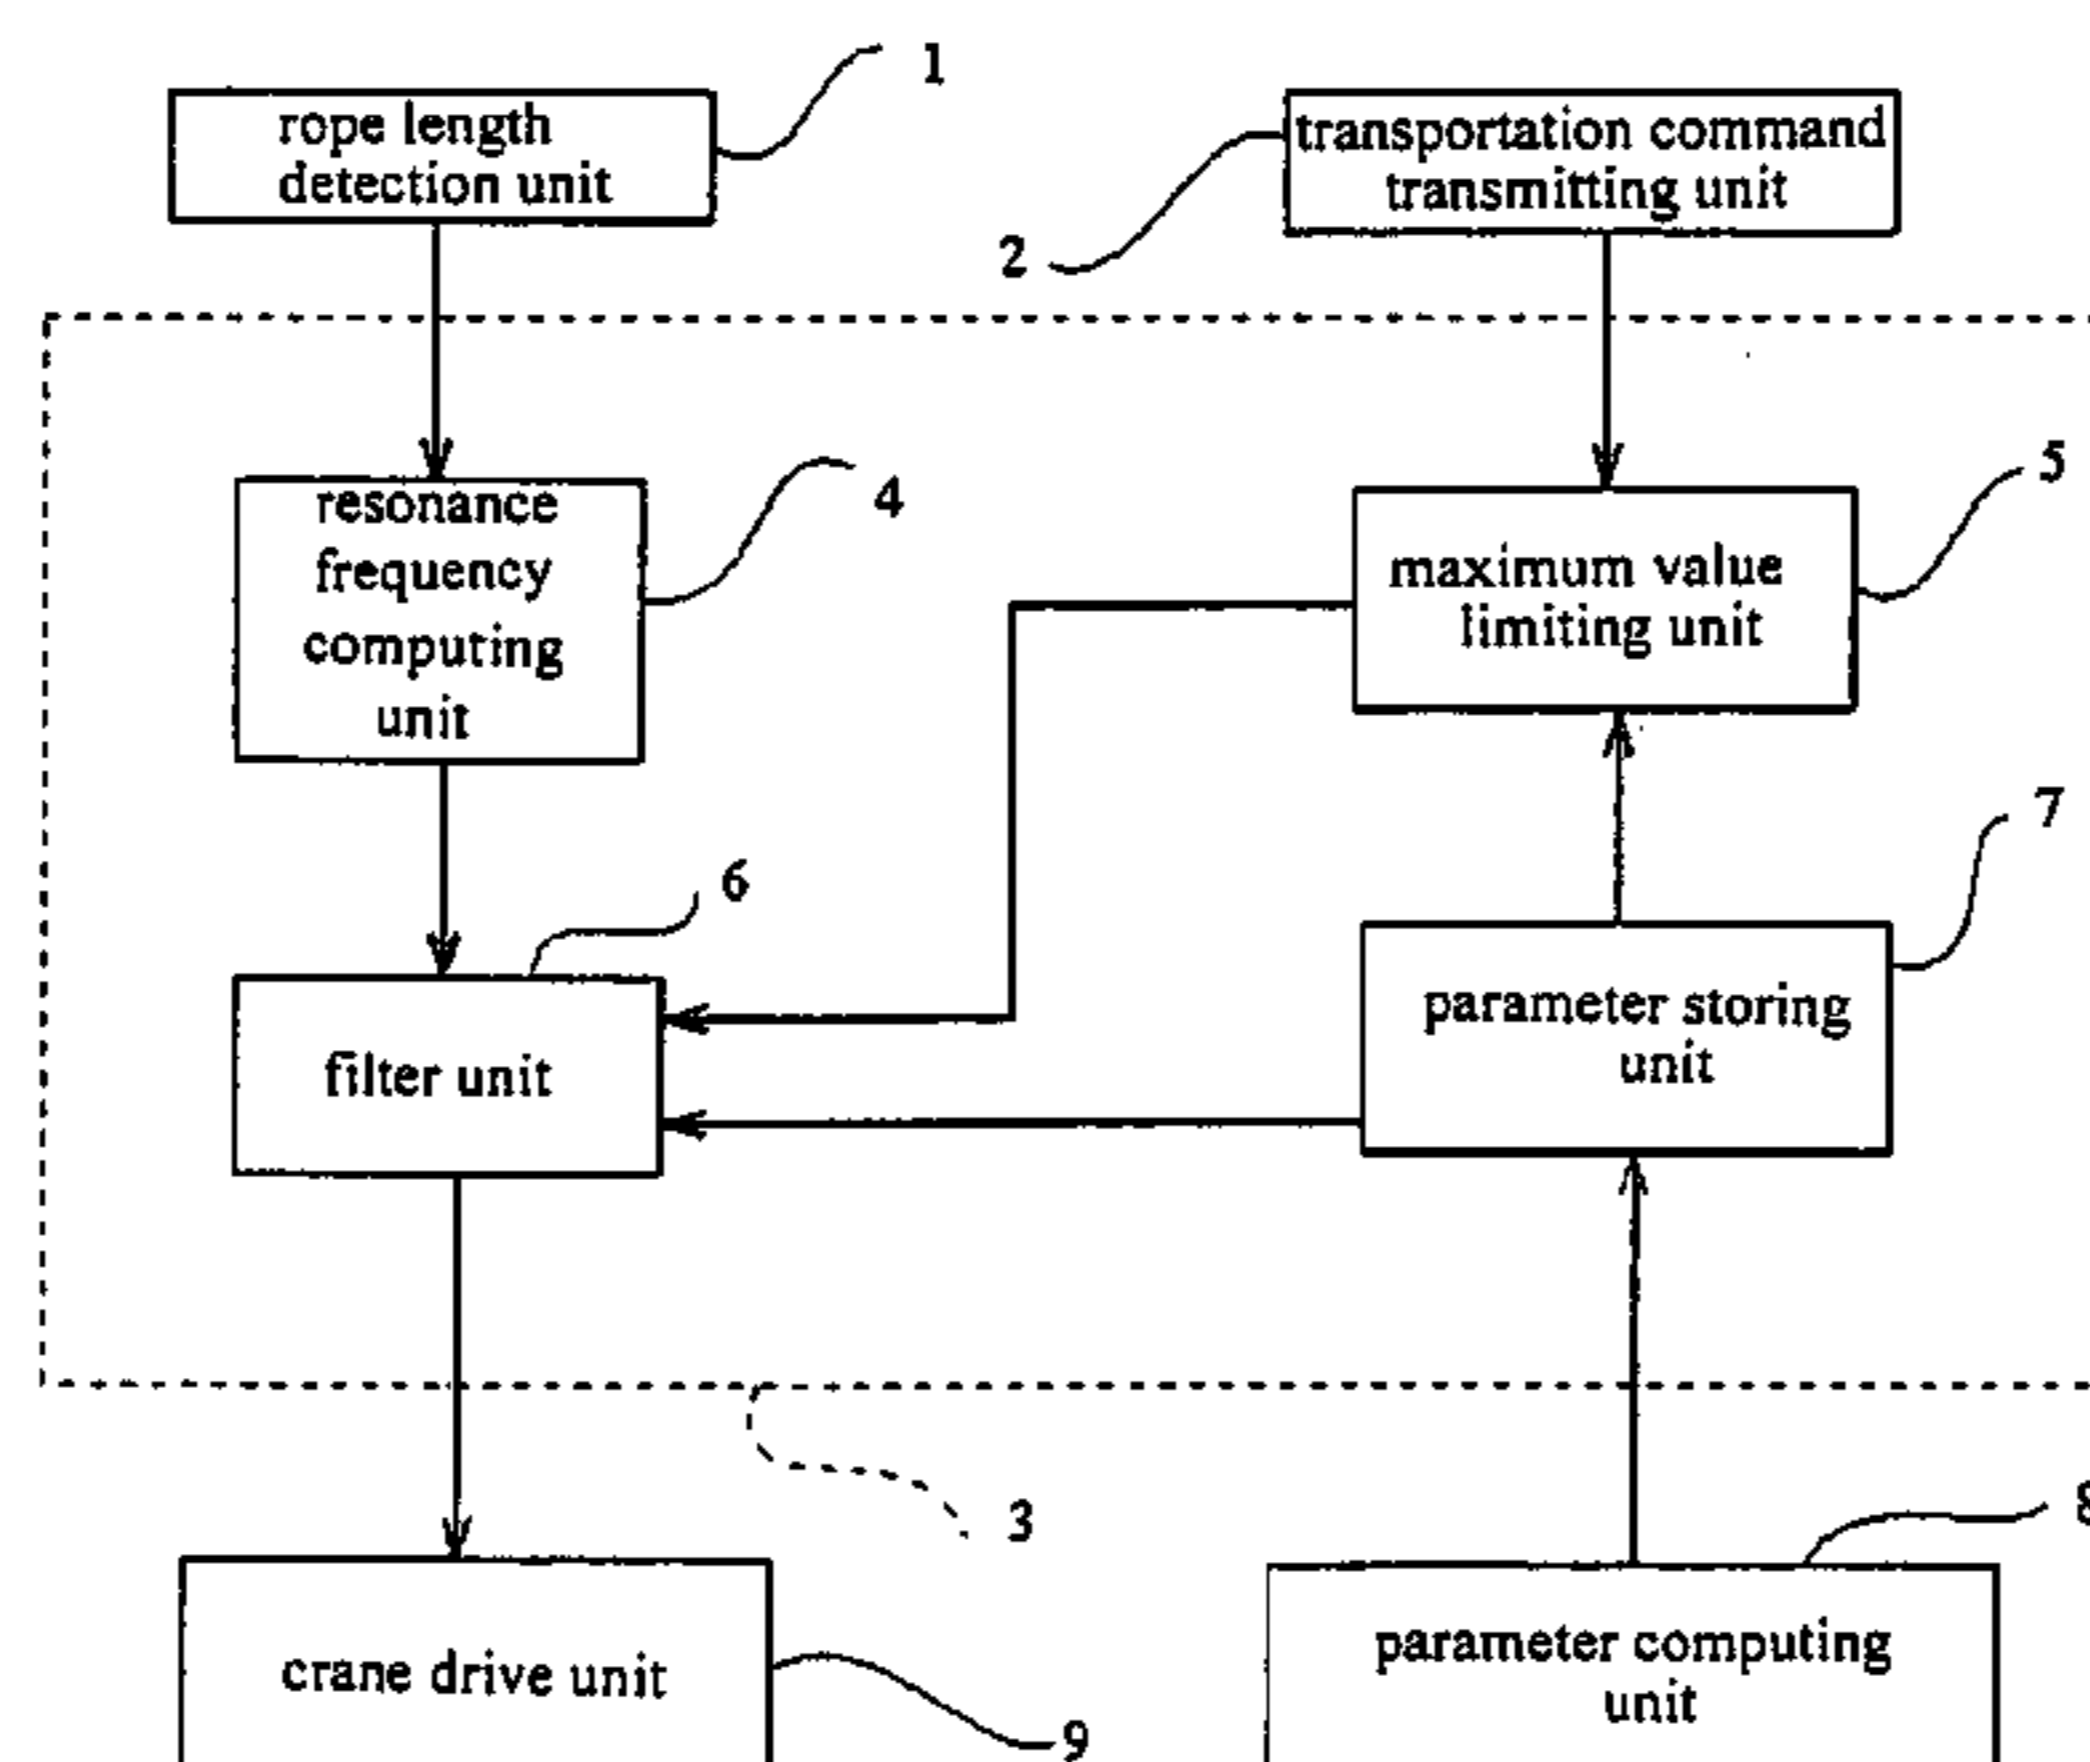 1
rope length
detection unit
transportation command
transmitting unit
2
resonance
frequency
computing
unit
4
5
maximum value
limiting unit
7
6
parameter storing
unit
filter unit
3
8
crane drive unit
parameter computing
unit
9